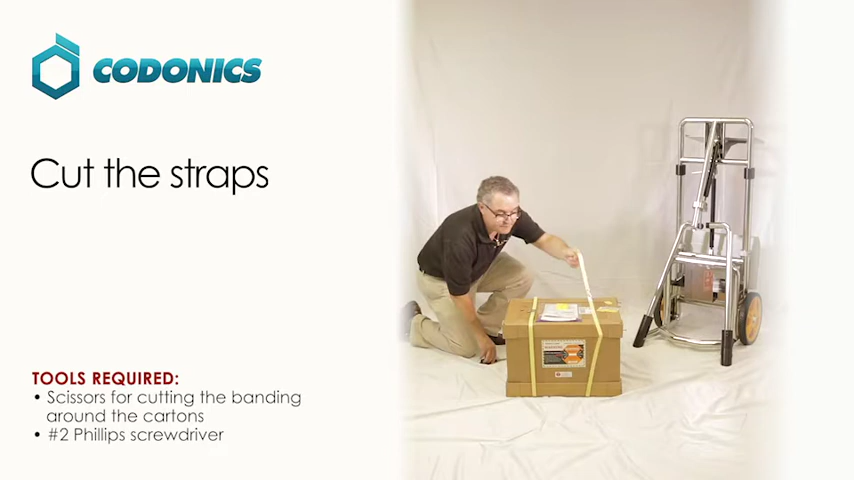 CODONICS
Cut the straps
TOOLS REQUIRED:
• Scissors for cutting the banding
around the cartons
• #2 Phillips screwdriver